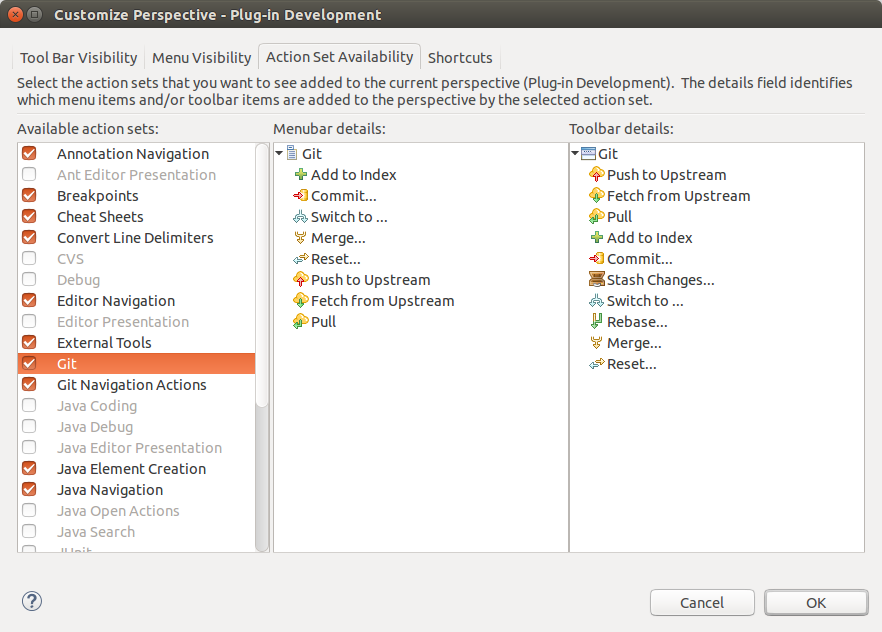 Customize Perspective - Plug-in Development
Tool Bar Visibility
Menu Visibility
Action Set Availability
Shortcuts
Select the action sets that you want to see added to the current perspective (Plug-in Development).  The details field identifies
which menu items and/or toolbar items are added to the perspective by the selected action set.
Available action sets:
Annotation Navigation
Ant Editor Presentation
Breakpoints
Cheat Sheets
Convert Line Delimiters
CVS
Debug
Editor Navigation
Editor Presentation
External Tools
Git
Git Navigation Actions
Java Coding
Java Debug
Java Editor Presentation
Java Element Creation
Java Navigation
Java Open Actions
Java Search
JUnit
Menubar details:
Git
Add to Index
Commit...
Switch to ...
Merge...
Reset...
Push to Upstream
Fetch from Upstream
Pull
Toolbar details:
Git
Push to Upstream
Fetch from Upstream
Pull
Add to Index
Commit...
Stash Changes...
Switch to ...
Rebase...
Merge...
Reset...
?
Cancel
OK